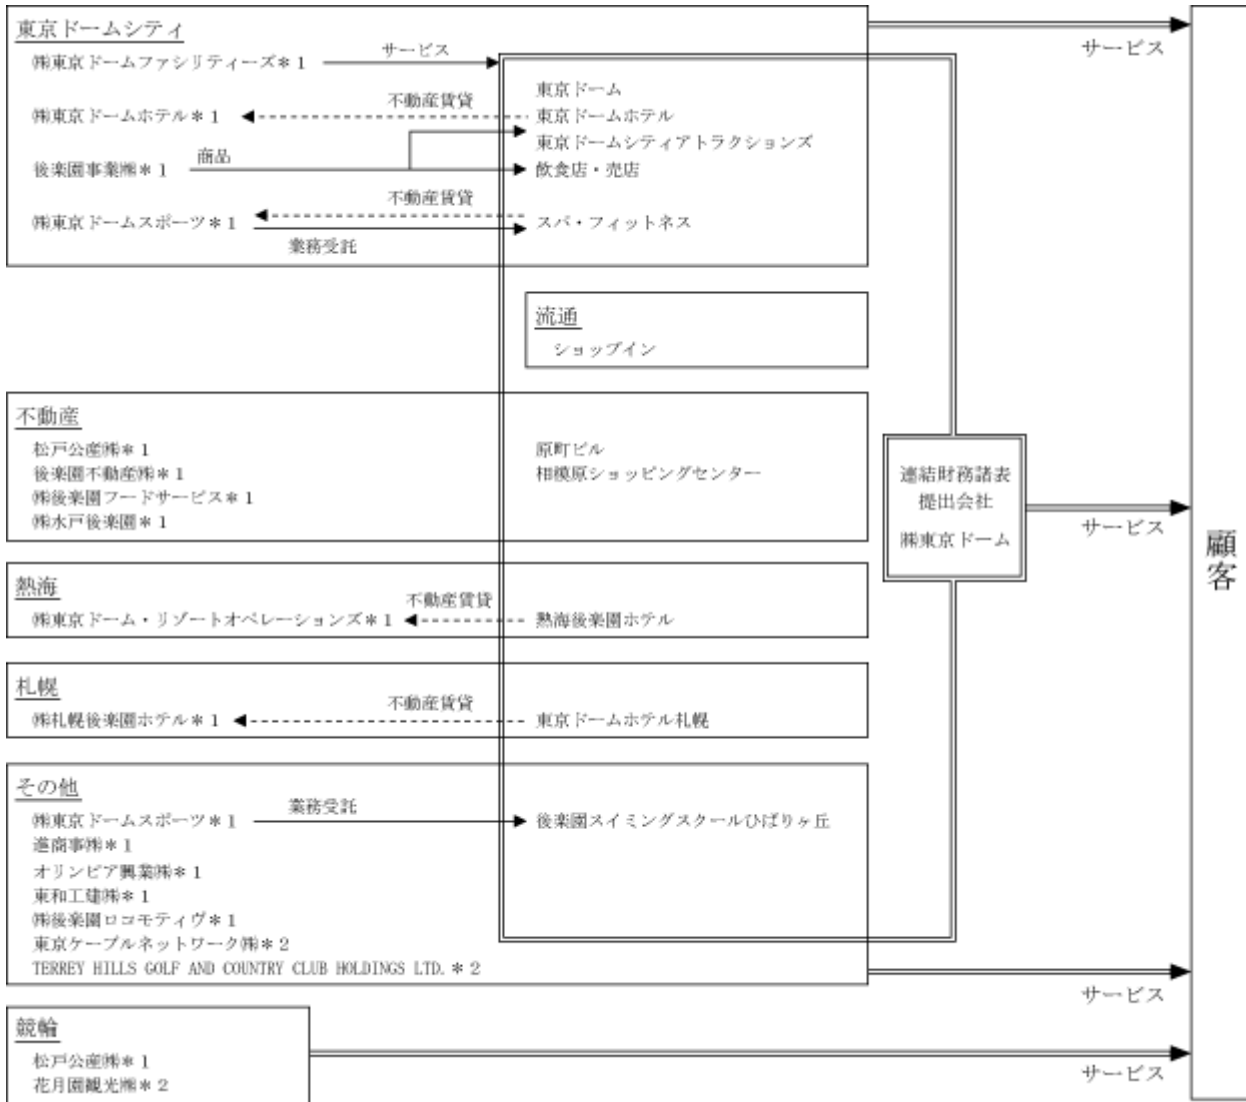 東京ドームシティ
サービス
㈱東京ドームファシリティーズ＊1
サービス
東京ドーム
不動産賃貸
㈱東京ドームホテル＊1
東京ドームホテル
東京ドームシティアトラクションズ
商品
後楽園事業㈱＊1
飲食店・売店
不動産賃貸
㈱東京ドームスポーツ＊1
スパ・フィットネス
業務受託
流通
ショップイン
不動産
松戸公産㈱＊1
原町ビル
後楽園不動産㈱＊1
相模原ショッピングセンター
㈱後楽園フードサービス＊1
㈱水戸後楽園＊1
連結財務諸表
提出会社
㈱東京ドーム
サービス
顧客
熱海
不動産賃貸
㈱東京ドーム・リゾートオペレーションズ＊1
熱海後楽園ホテル
札幌
不動産賃貸
㈱札幌後楽園ホテル＊1
東京ドームホテル札幌
その他
業務受託
㈱東京ドームスポーツ＊1
後楽園スイミングスクールひばりヶ丘
進商事㈱＊1
オリンピア興業㈱＊1
東和工建㈱＊1
㈱後楽園ロコモティヴ＊1
東京ケーブルネットワーク㈱＊2
TERREY HILLS GOLF AND COUNTRY CLUB HOLDINGS LTD.＊2
サービス
競輪
松戸公産㈱＊1
花月園観光㈱＊2
サービス